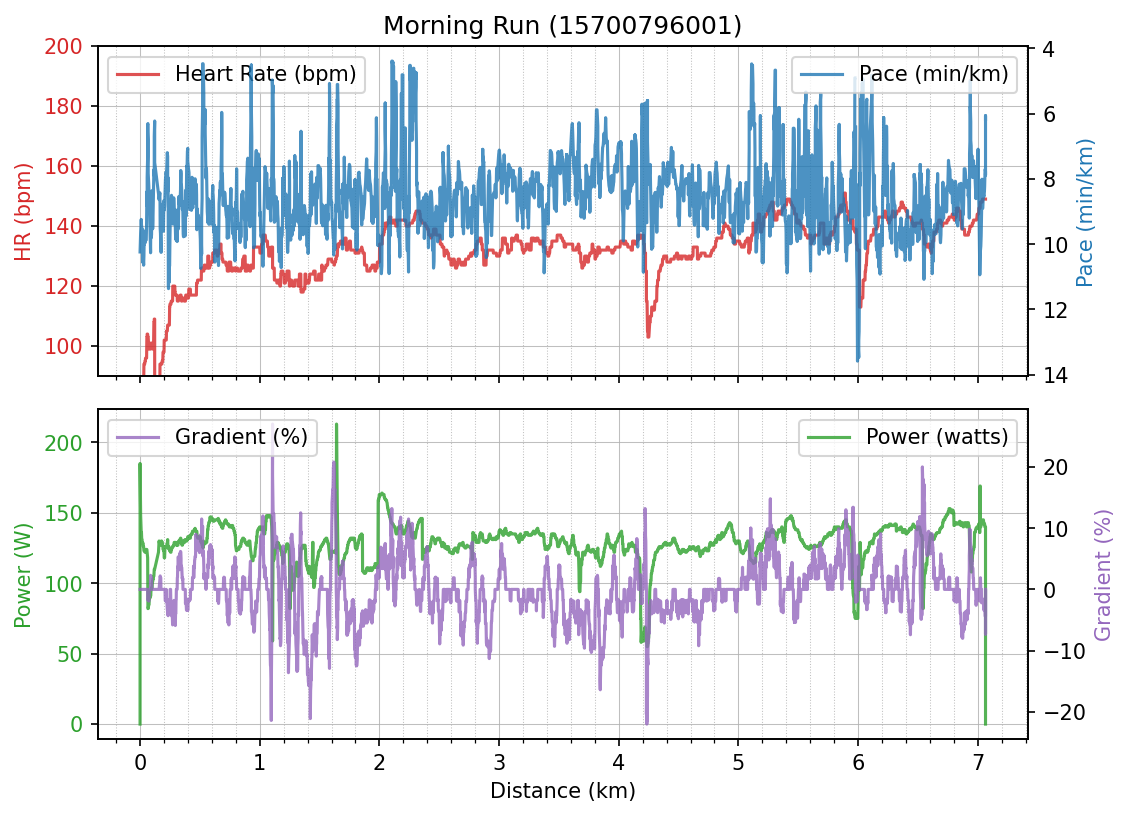 Morning Run (15700796001)
Heart Rate (bpm)
Pace (min/km)
HR (bpm)
200
180
160
140
120
100
4
6
8
10
12
14
Pace (min/km)
Gradient (%)
Power (watts)
Power (W)
200
150
100
50
0
20
10
0
−10
−20
Gradient (%)
0 1 2 3 4 5 6 7
Distance (km)